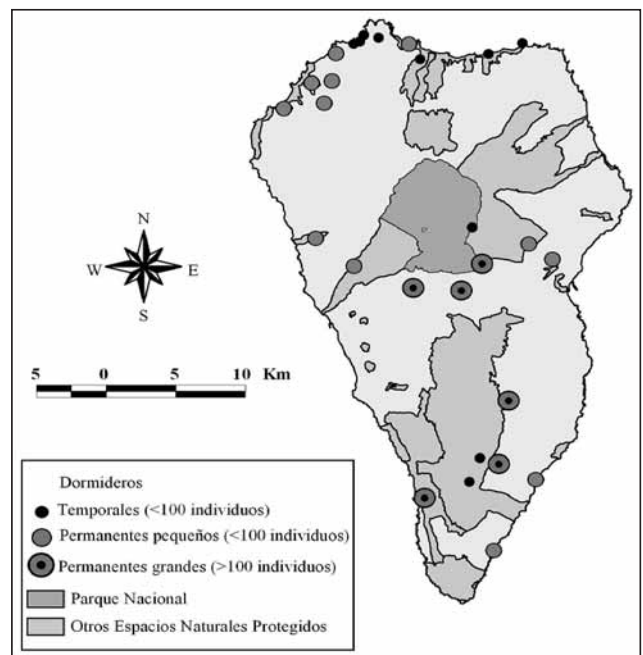 N
W E
S
5 0 5 10 Km
Dormideros
Temporales (<100 individuos)
Permanentes pequeños (<100 individuos)
Permanentes grandes (>100 individuos)
Parque Nacional
Otros Espacios Naturales Protegidos